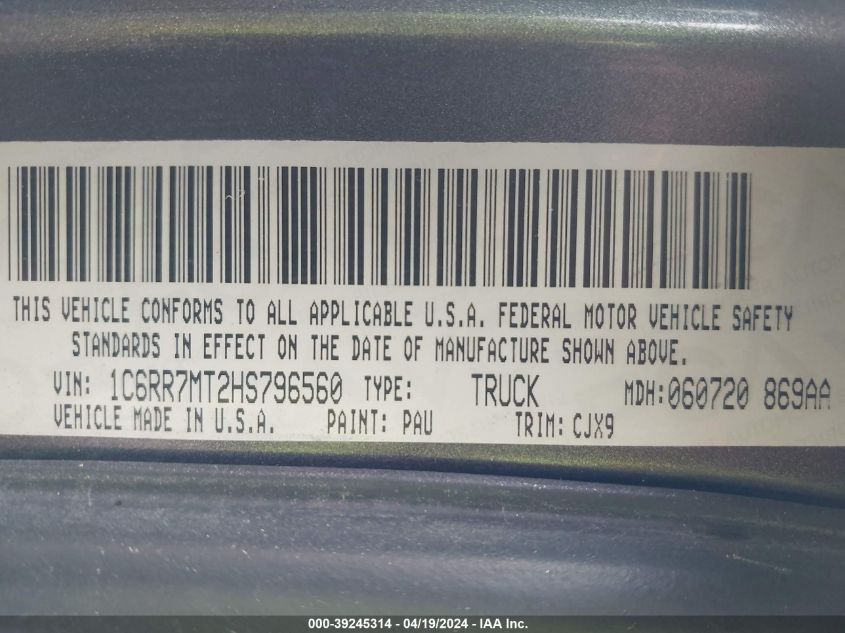 THIS VEHICLE CONFORMS TO ALL APPLICABLE U.S.A. FEDERAL MOTOR VEHICLE SAFETY
STANDARDS IN EFFECT ON THE DATE OF MANUFACTURE SHOWN ABOVE.
VIN: 1C6RR7MT2HS796560 TYPE: TRUCK MDH:060720 869AA
VEHICLE MADE IN U.S.A. PAINT: PAU TRIM: CJX9
000-39245314 - 04/19/2024 - IAA Inc.